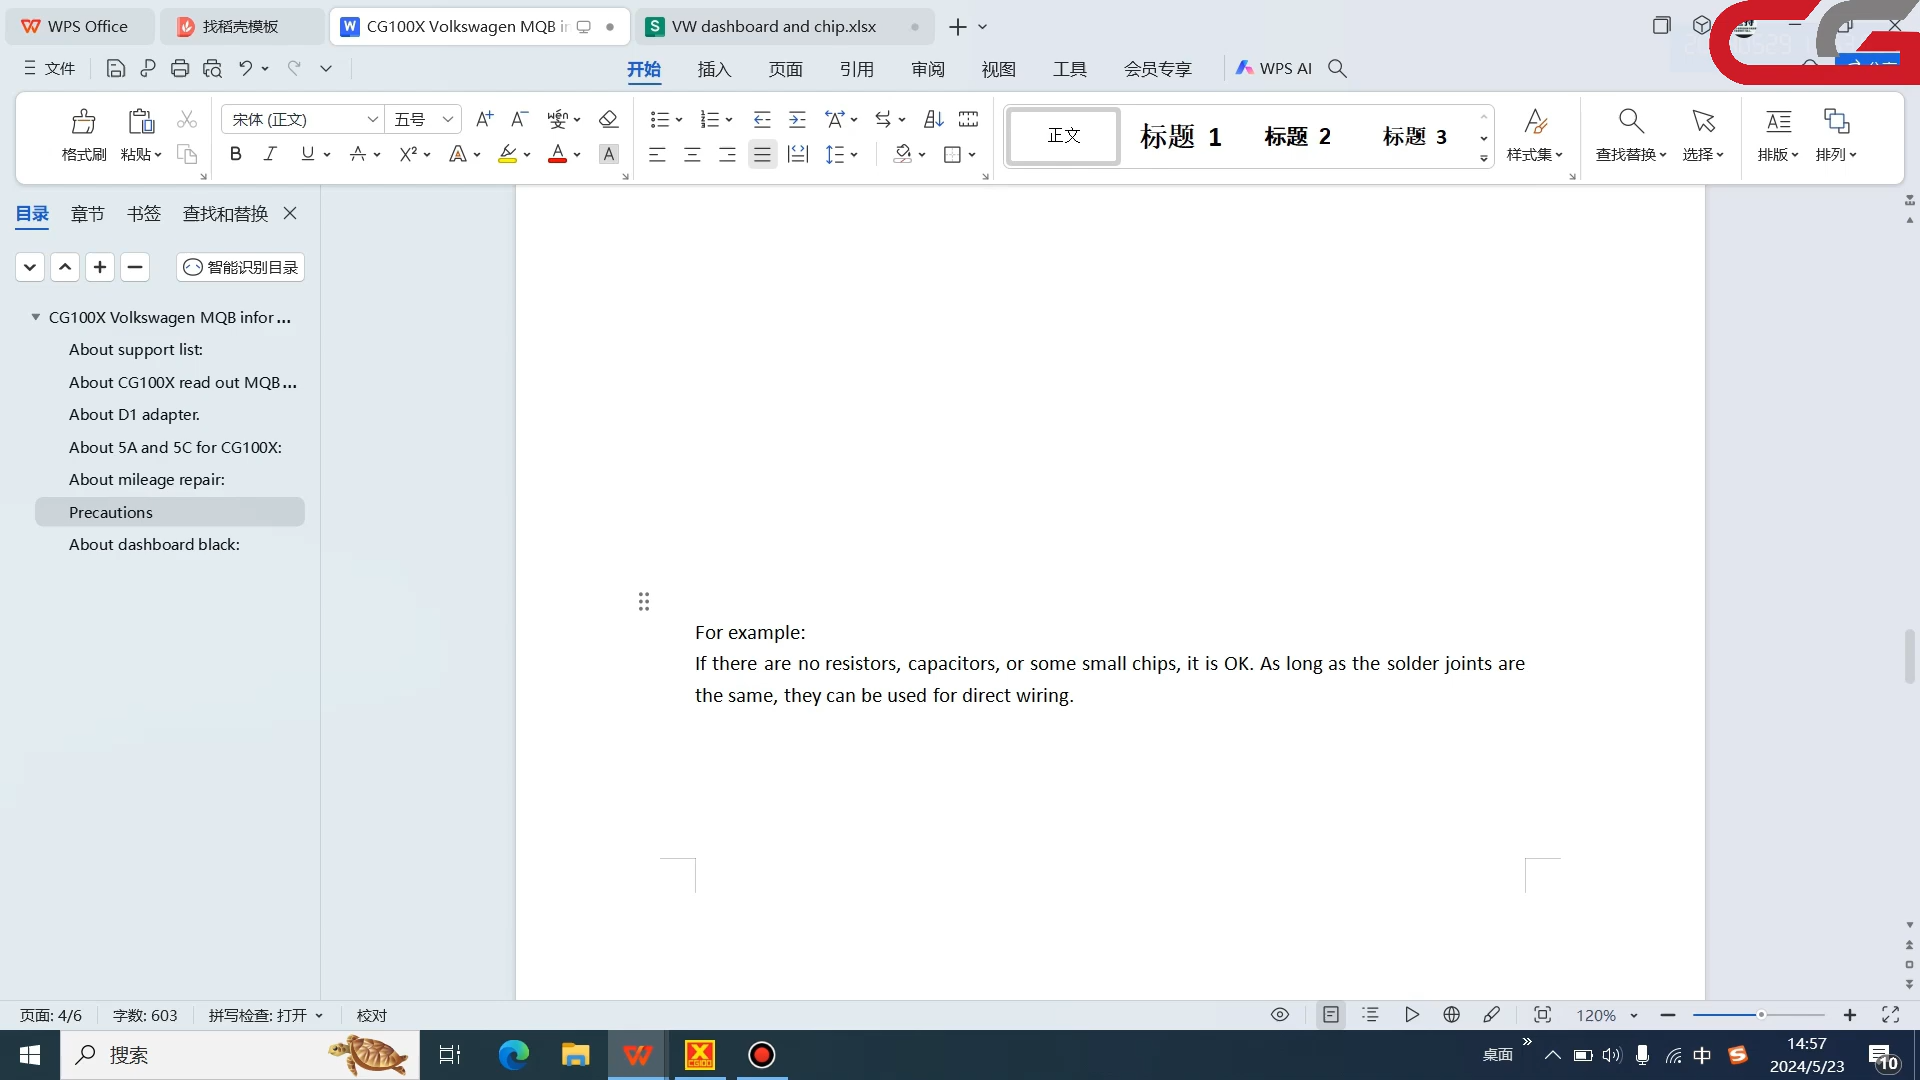 WPS Office
找稻壳模板
CG100X Volkswagen MQB in
VW dashboard and chip.xlsx
文件
开始
插入
页面
引用
审阅
视图
工具
会员专享
WPS AI
CG
宋体 (正文)
五号
格式刷
粘贴
正文
标题 1
标题 2
标题 3
样式集
查找替换
选择
排版
排列
目录
章节
书签
查找和替换
智能识别目录
CG100X Volkswagen MQB infor...
About support list:
About CG100X read out MQB...
About D1 adapter.
About 5A and 5C for CG100X:
About mileage repair:
Precautions
About dashboard black:
For example:
If there are no resistors, capacitors, or some small chips, it is OK. As long as the solder joints are
the same, they can be used for direct wiring.
页面: 4/6
字数: 603
拼写检查: 打开
校对
120%
搜索
桌面
中
14:57
2024/5/23
10